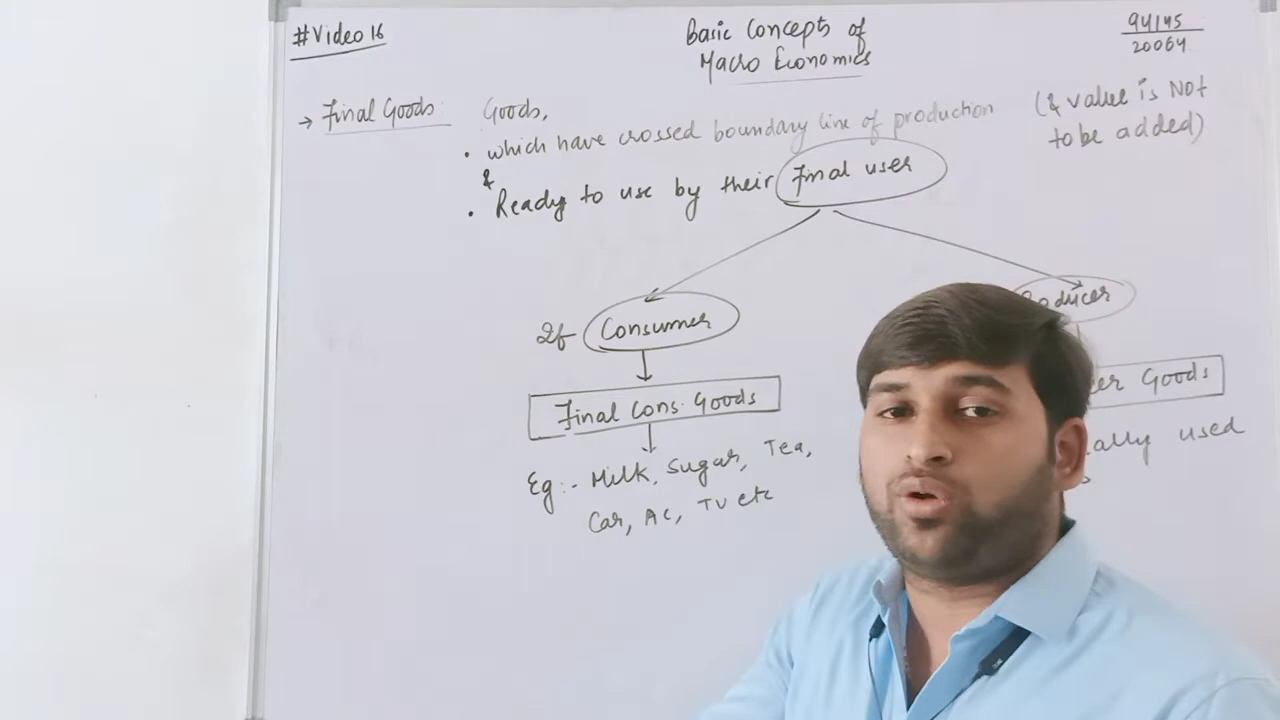 #Video 16
Basic Concepts of
Macro Economics
94145
20064
→ Final Goods: Goods,
• which have crossed boundary line of production (& value is Not
to be added)
&
• Ready to use by their Final user
If Consumer
Final Cons. Goods
Goods
Eg:- Milk, Sugar, Tea,
Car, AC, TV etc
used